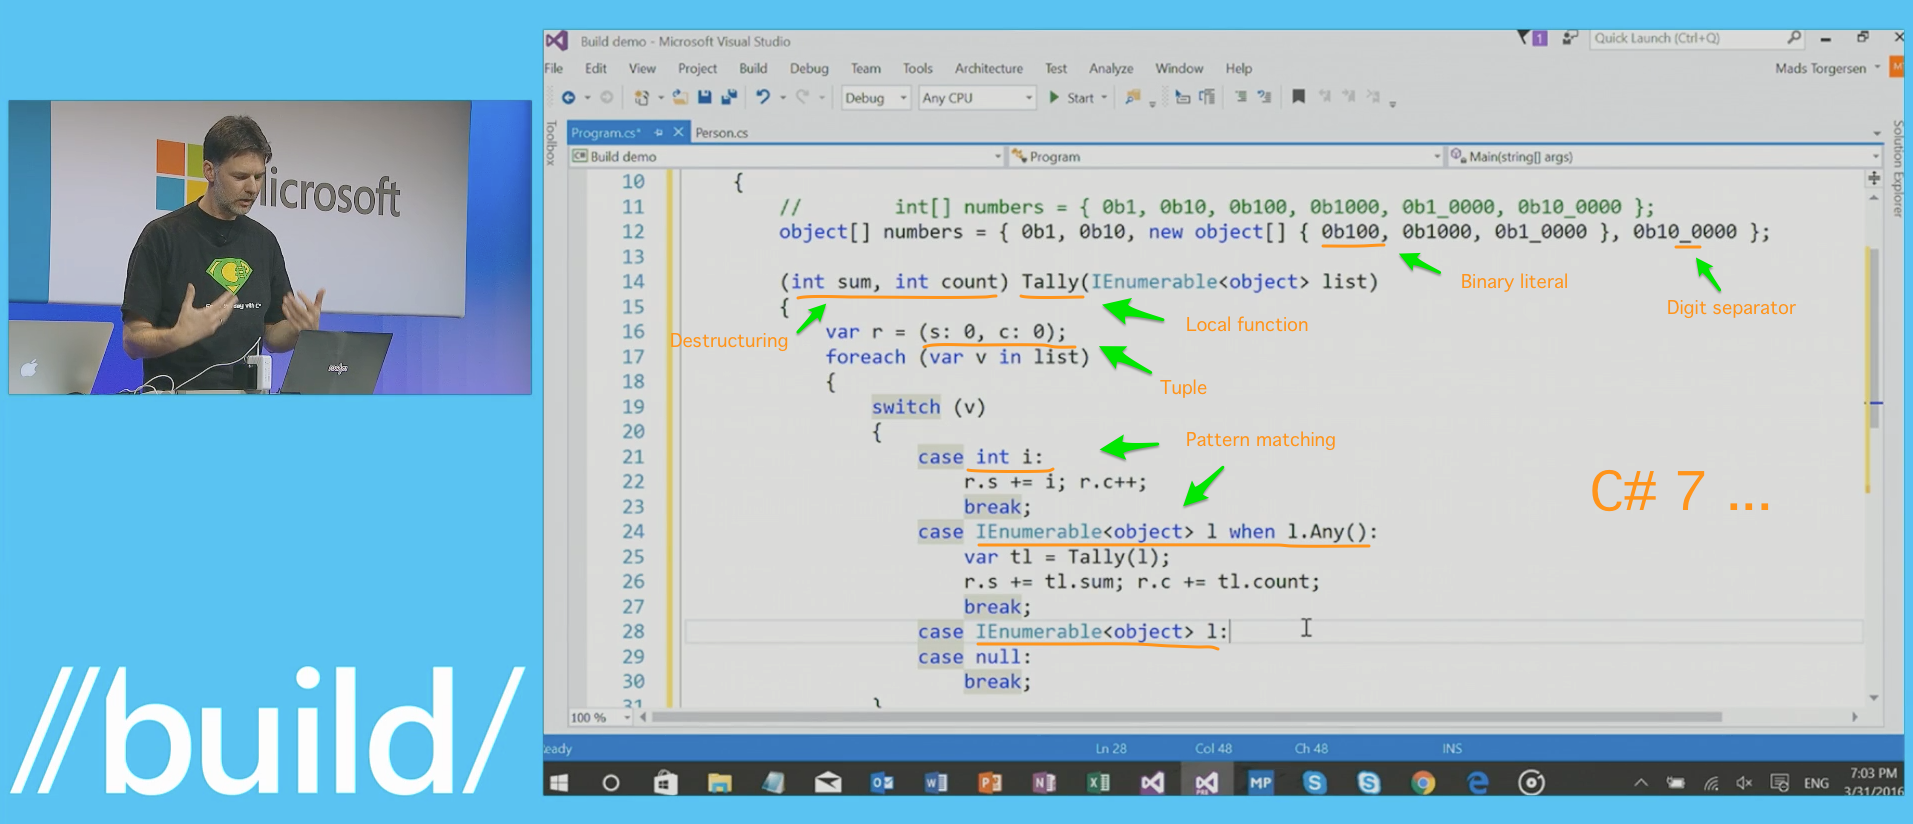 Microsoft
//build/
Build demo - Microsoft Visual Studio
1
Quick Launch (Ctrl+Q)
File Edit View Project Build Debug Team Tools Architecture Test Analyze Window Help
Mads Torgersen
Debug Any CPU Start
Toolbox
Program.cs* Person.cs
Solution Explorer
Build demo Program Main(string[] args)
10 {
11 // int[] numbers = { 0b1, 0b10, 0b100, 0b1000, 0b1_0000, 0b10_0000 };
12 object[] numbers = { 0b1, 0b10, new object[] { 0b100, 0b1000, 0b1_0000 }, 0b10_0000 };
13
Binary literal
14 (int sum, int count) Tally(IEnumerable<object> list)
Digit separator
15 {
Local function
16 var r = (s: 0, c: 0);
Destructuring
17 foreach (var v in list)
18 {
Tuple
19 switch (v)
20 {
Pattern matching
21 case int i:
22 r.s += i; r.c++;
C# 7 ...
23 break;
24 case IEnumerable<object> l when l.Any():
25 var tl = Tally(l);
26 r.s += tl.sum; r.c += tl.count;
27 break;
28 case IEnumerable<object> l:
29 case null:
30 break;
31 }
100 %
Ln 28 Col 48 Ch 48 INS
MP
ENG
7:03 PM
3/31/2016